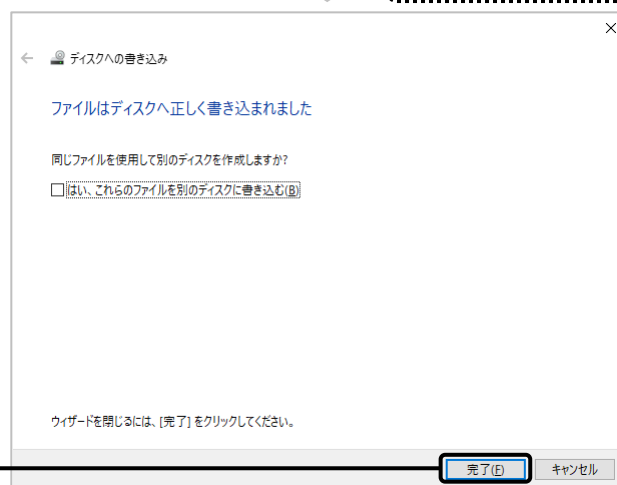 ディスクへの書き込み
ファイルはディスクへ正しく書き込まれました
同じファイルを使用して別のディスクを作成しますか?
はい、これらのファイルを別のディスクに書き込む(B)
ウィザードを閉じるには、[完了] をクリックしてください。
完了(F) キャンセル